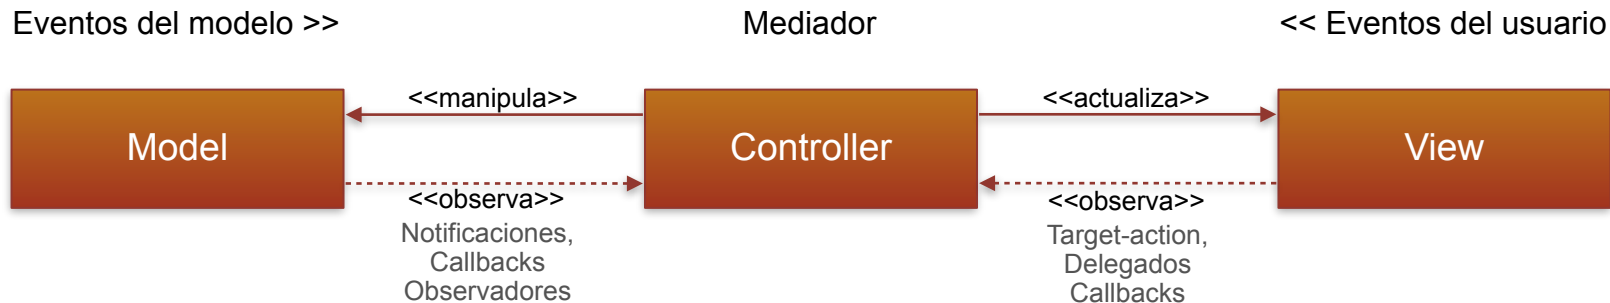 Eventos del modelo >>
Mediador
<< Eventos del usuario
Model
<<manipula>>
Controller
<<actualiza>>
View
<<observa>>
Notificaciones,
Callbacks
Observadores
<<observa>>
Target-action,
Delegados
Callbacks